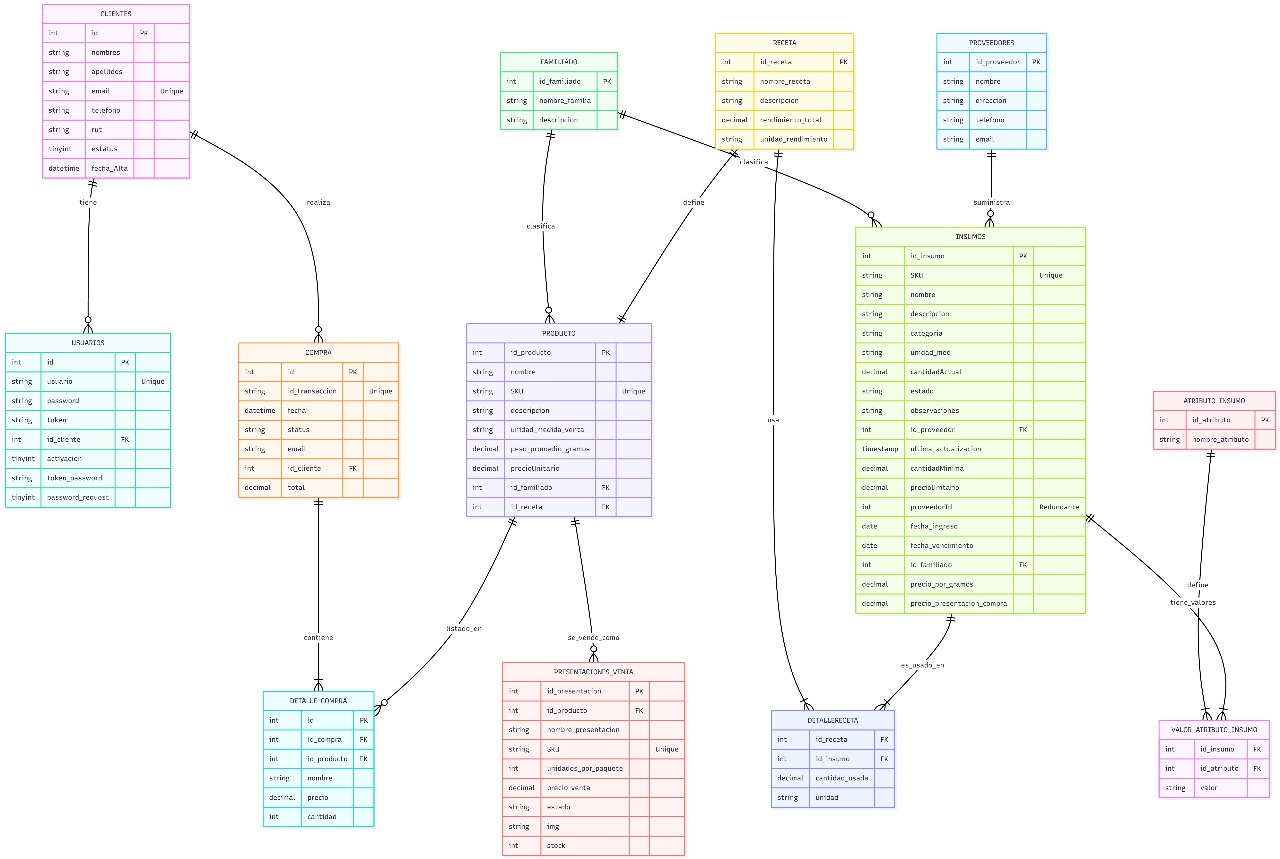 CLIENTES
int id PK
string nombres
string apellidos
string email Unique
string telefono
string rut
tinyint estatus
datetime fecha_Alta
FAMILIADO
int id_familiado PK
string nombre_familia
string descripcion
RECETA
int id_receta PK
string nombre_receta
string descripcion
decimal rendimiento_total
string unidad_rendimiento
PROVEEDORES
int id_proveedor PK
string nombre
string direccion
string telefono
string email
tiene
realiza
clasifica
define
clasifica
suministra
USUARIOS
int id PK
string usuario Unique
string password
string token
int id_cliente FK
tinyint activacion
string token_password
tinyint password_request
COMPRA
int id PK
string id_transaccion Unique
datetime fecha
string status
string email
int id_cliente FK
decimal total
PRODUCTO
int id_producto PK
string nombre
string SKU Unique
string descripcion
string unidad_medida_venta
decimal peso_promedio_gramos
decimal precioUnitario
int id_familiado FK
int id_receta FK
usa
INSUMOS
int id_insumo PK
string SKU Unique
string nombre
string descripcion
string categoria
string unidad_med
decimal cantidadActual
string estado
string observaciones
int id_proveedor FK
timestamp ultima_actualizacion
decimal cantidadMinima
decimal precioUnitario
int proveedorId Redundante
date fecha_ingreso
date fecha_vencimiento
int id_familiado FK
decimal precio_por_gramos
decimal precio_presentacion_compra
ATRIBUTO_INSUMO
int id_atributo PK
string nombre_atributo
define
tiene_valores
contiene
listado_en
se_vende_como
es_usado_en
DETALLE_COMPRA
int id PK
int id_compra FK
int id_producto FK
string nombre
decimal precio
int cantidad
PRESENTACIONES_VENTA
int id_presentacion PK
int id_producto FK
string nombre_presentacion
string SKU Unique
int unidades_por_paquete
decimal precio_venta
string estado
string img
int stock
DETALLERECETA
int id_receta FK
int id_insumo FK
decimal cantidad_usada
string unidad
VALOR_ATRIBUTO_INSUMO
int id_insumo FK
int id_atributo FK
string valor